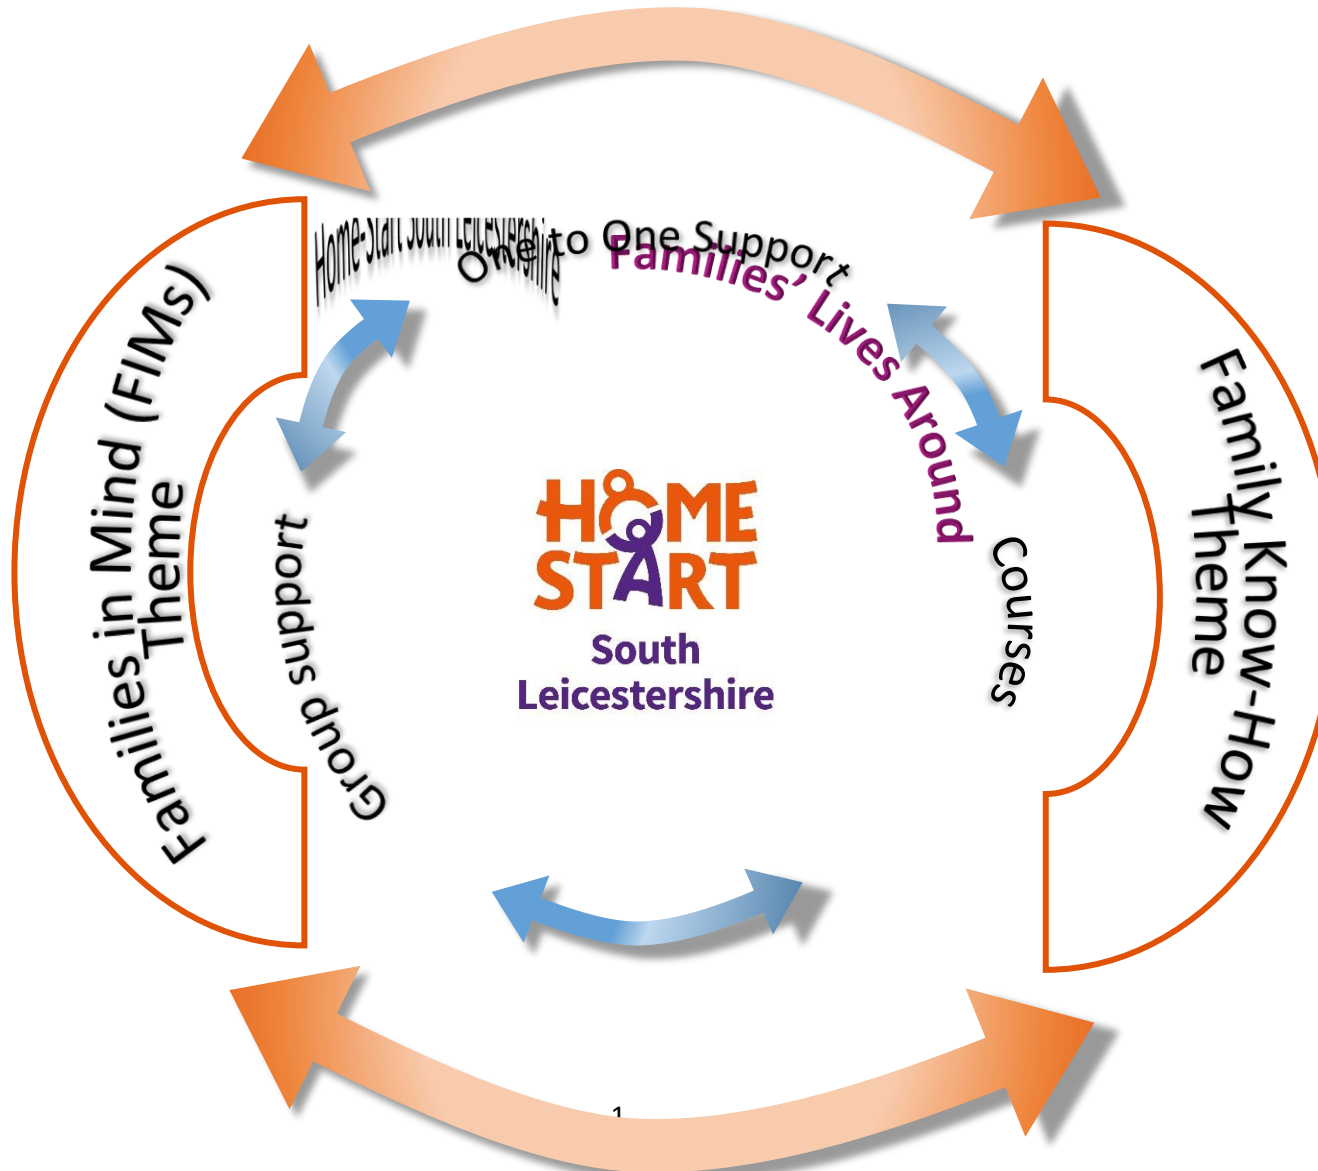 Home-Start South Leicestershire
One to One Support
Families’ Lives Around
Families in Mind (FIMs)
Theme
Group support
HOME
START
South
Leicestershire
Courses
Family Know-How
Theme
1